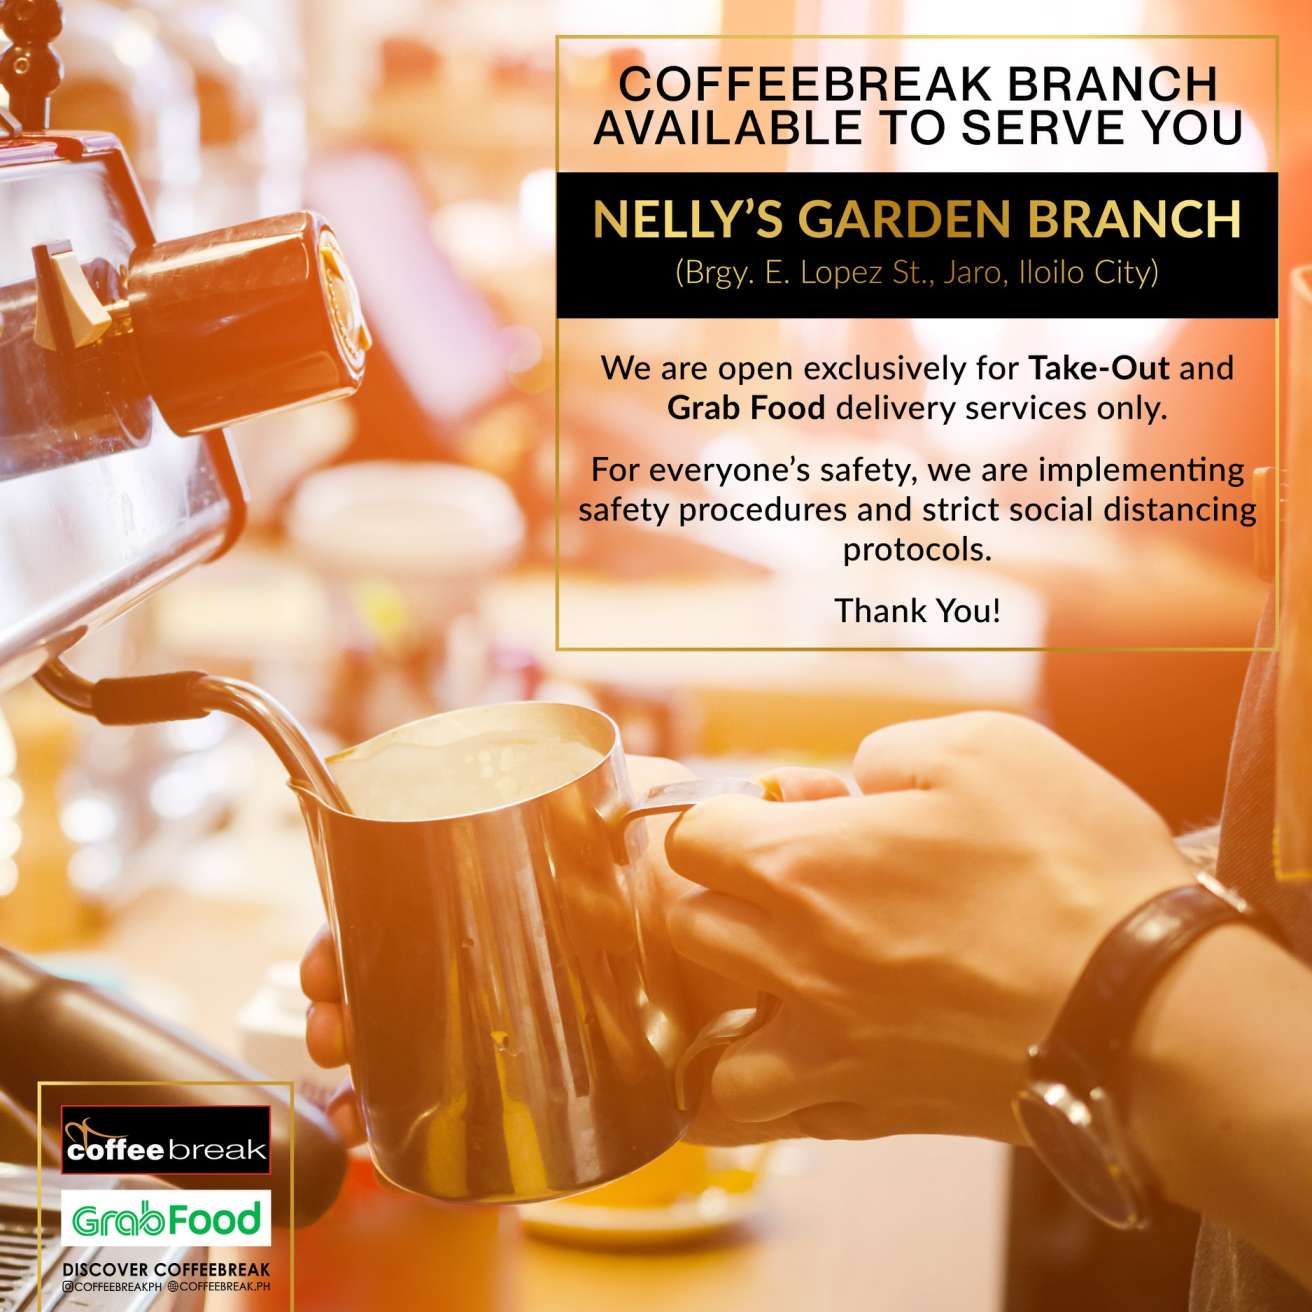 COFFEEBREAK BRANCH
AVAILABLE TO SERVE YOU
NELLY'S GARDEN BRANCH
(Brgy. E. Lopez St., Jaro, Iloilo City)
We are open exclusively for Take-Out and
Grab Food delivery services only.
For everyone's safety, we are implementing
safety procedures and strict social distancing
protocols.
Thank You!
coffeebreak
GrabFood
DISCOVER COFFEEBREAK
@COFFEEBREAKPH COFFEEBREAK.PH